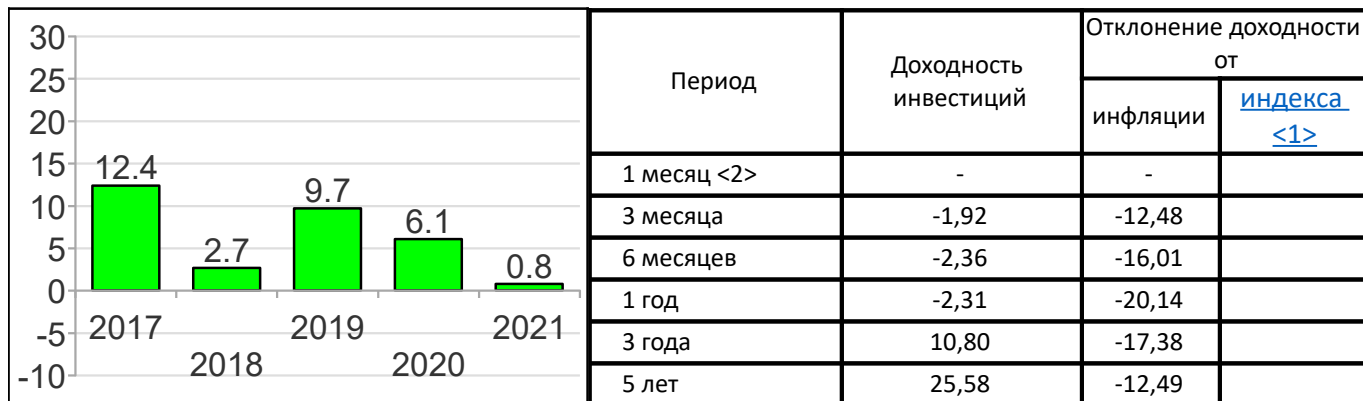 30
25
20
15
10
5
0
-5
-10
12.4
2.7
9.7
6.1
0.8
2017
2018
2019
2020
2021
Период
Доходность
инвестиций
Отклонение доходности
от
инфляции
индекса
<1>
1 месяц <2> - -
3 месяца -1,92 -12,48
6 месяцев -2,36 -16,01
1 год -2,31 -20,14
3 года 10,80 -17,38
5 лет 25,58 -12,49